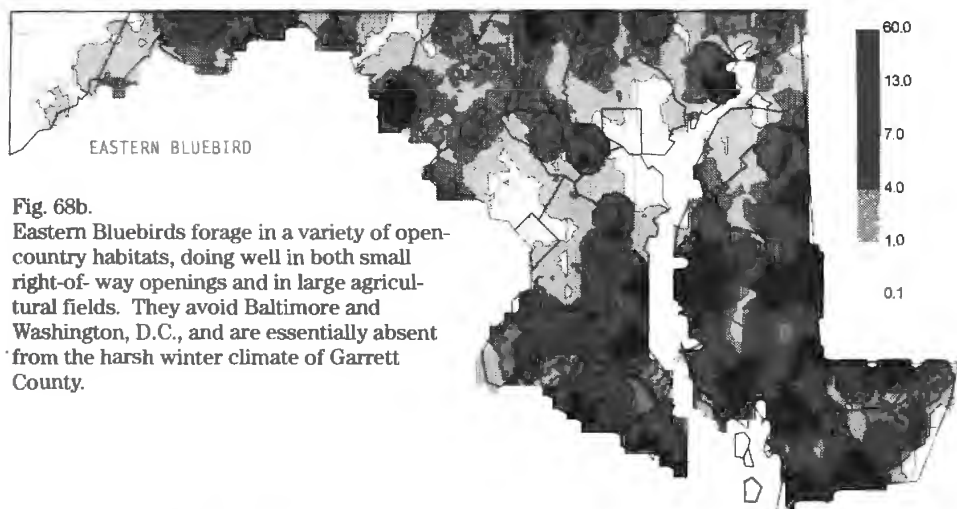 60.0
13.0
7.0
4.0
1.0
0.1
EASTERN BLUEBIRD
Fig. 68b.
Eastern Bluebirds forage in a variety of open-
country habitats, doing well in both small
right-of- way openings and in large agricul-
tural fields. They avoid Baltimore and
Washington, D.C., and are essentially absent
from the harsh winter climate of Garrett
County.